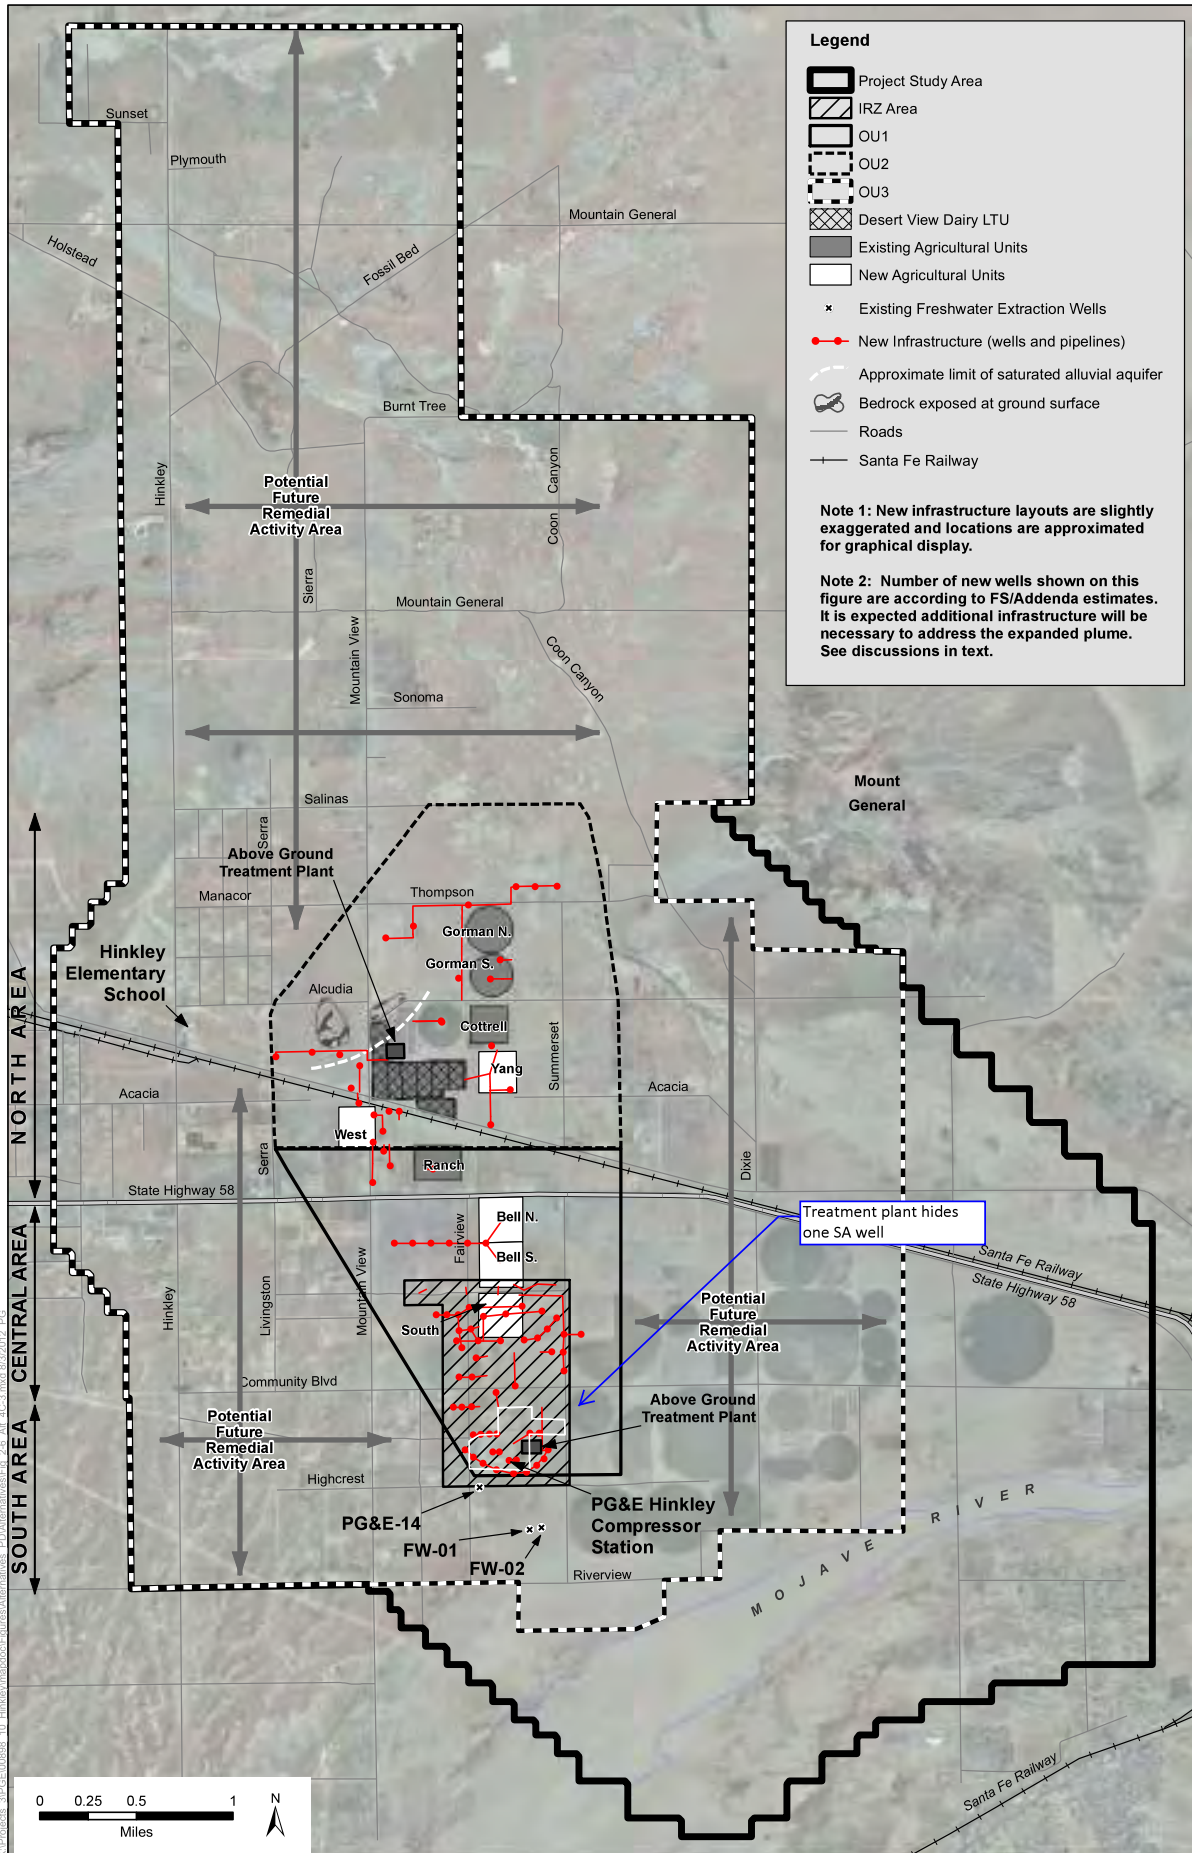 Legend
Project Study Area
IRZ Area
OU1
OU2
OU3
Desert View Dairy LTU
Existing Agricultural Units
New Agricultural Units
Existing Freshwater Extraction Wells
New Infrastructure (wells and pipelines)
Approximate limit of saturated alluvial aquifer
Bedrock exposed at ground surface
Roads
Santa Fe Railway
Note 1: New infrastructure layouts are slightly
exaggerated and locations are approximated
for graphical display.
Note 2: Number of new wells shown on this
figure are according to FS/Addenda estimates.
It is expected additional infrastructure will be
necessary to address the expanded plume.
See discussions in text.
Sunset
Plymouth
Mountain General
Holstead
Fossil Bed
Burnt Tree
Hinkley
Coon Canyon
Potential
Future
Remedial
Activity Area
Sierra
Mountain General
Mountain View
Coon Canyon
Sonoma
Mount
General
Salinas
Serra
Above Ground
Treatment Plant
Manacor
Thompson
Gorman N.
Gorman S.
Hinkley
Elementary
School
Alcudia
Cottrell
Yang
Summerset
Acacia
Acacia
NORTH AREA
West
Ranch
Serra
Dixie
State Highway 58
Treatment plant hides
one SA well
Bell N.
Fairview
Bell S.
Santa Fe Railway
State Highway 58
CENTRAL AREA
Hinkley
Livingston
Mountain View
South
Potential
Future
Remedial
Activity Area
Community Blvd
Above Ground
Treatment Plant
Potential
Future
Remedial
Activity Area
SOUTH AREA
Highcrest
PG&E-14
PG&E Hinkley
Compressor
Station
FW-01
FW-02
Riverview
MOJAVE RIVER
Santa Fe Railway
0 0.25 0.5 1
Miles
N